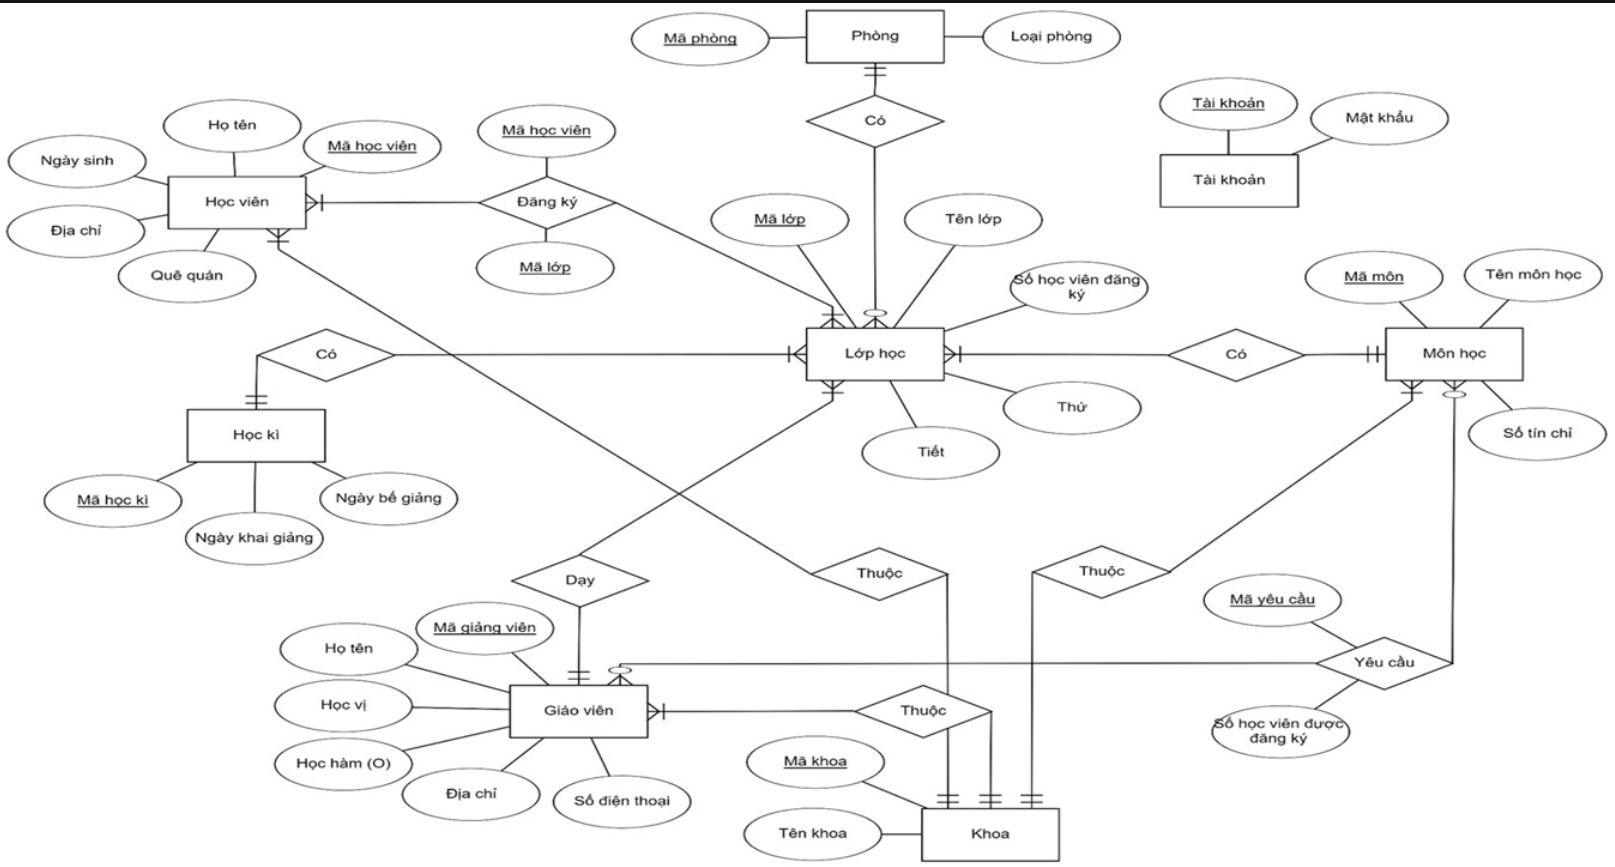 Mã phòng
Phòng
Loại phòng
Có
Tài khoản
Mật khẩu
Tài khoản
Họ tên
Mã học viên
Ngày sinh
Học viên
Địa chỉ
Quê quán
Mã học viên
Đăng ký
Mã lớp
Mã lớp
Tên lớp
Số học viên đăng
ký
Mã môn
Tên môn học
Có
Lớp học
Có
Môn học
Thứ
Tiết
Số tín chỉ
Học kì
Mã học kì
Ngày bế giảng
Ngày khai giảng
Dạy
Thuộc
Thuộc
Mã yêu cầu
Yêu cầu
Số học viên được
đăng ký
Mã giảng viên
Họ tên
Học vị
Giáo viên
Thuộc
Học hàm (O)
Địa chỉ
Số điện thoại
Mã khoa
Tên khoa
Khoa